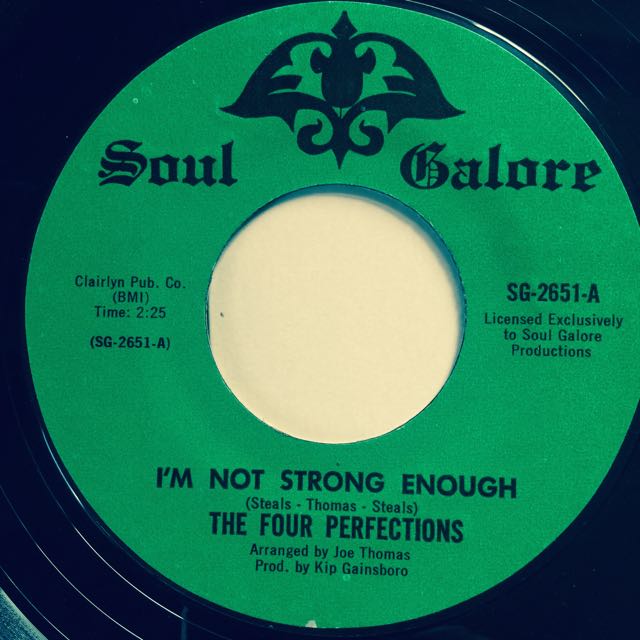 Soul Galore
Clairlyn Pub. Co.
(BMI)
Time: 2:25
(SG-2651-A)
SG-2651-A
Licensed Exclusively
to Soul Galore
Productions
I'M NOT STRONG ENOUGH
(Steals - Thomas - Steals)
THE FOUR PERFECTIONS
Arranged by Joe Thomas
Prod. by Kip Gainsboro